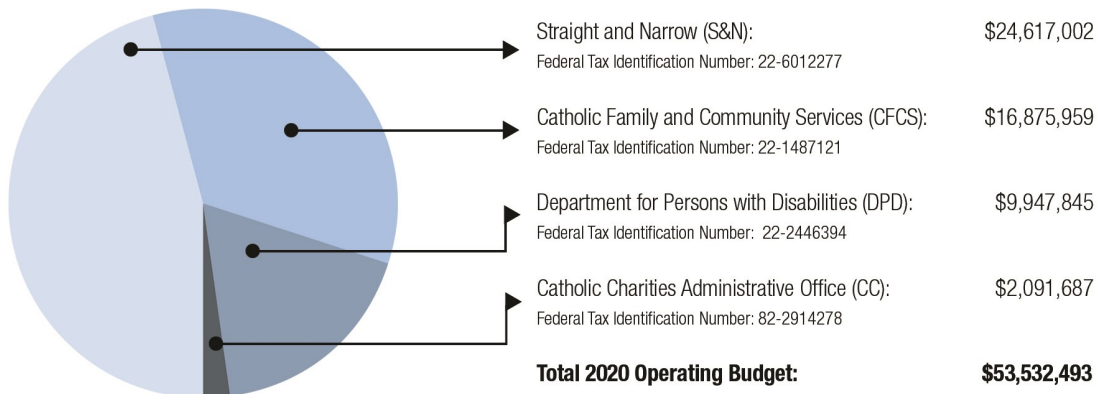 Straight and Narrow (S&N): $24,617,002
Federal Tax Identification Number: 22-6012277
Catholic Family and Community Services (CFCS): $16,875,959
Federal Tax Identification Number: 22-1487121
Department for Persons with Disabilities (DPD): $9,947,845
Federal Tax Identification Number: 22-2446394
Catholic Charities Administrative Office (CC): $2,091,687
Federal Tax Identification Number: 82-2914278
Total 2020 Operating Budget: $53,532,493